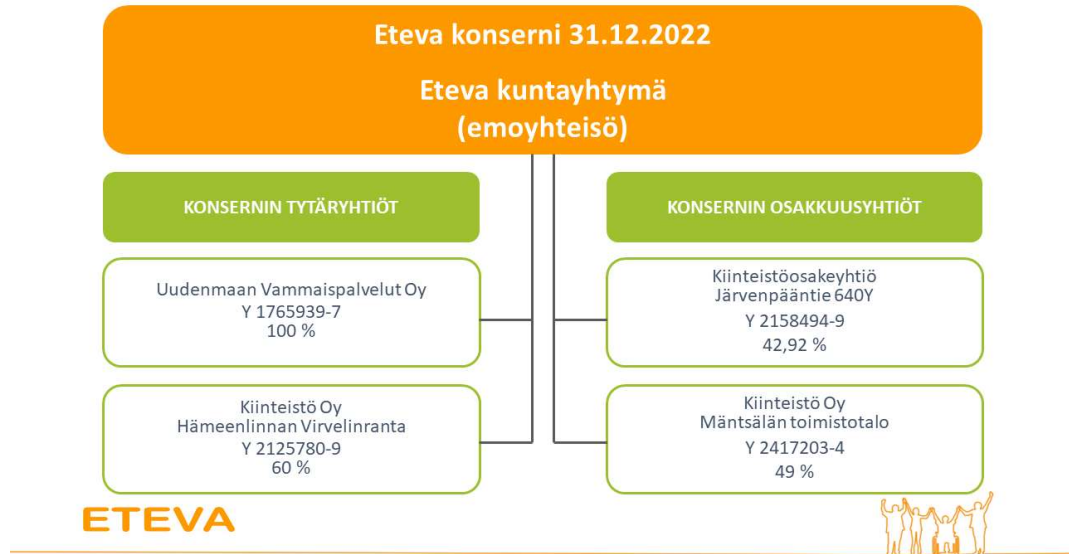 Eteva konserni 31.12.2022
Eteva kuntayhtymä
(emoyhteisö)
KONSERNIN TYTÄRYHTIÖT
Uudenmaan Vammaispalvelut Oy
Y 1765939-7
100 %
Kiinteistö Oy
Hämeenlinnan Virvelinranta
Y 2125780-9
60 %
KONSERNIN OSAKKUUSYHTIÖT
Kiinteistöosakeyhtiö
Järvenpääntie 640Y
Y 2158494-9
42,92 %
Kiinteistö Oy
Mäntsälän toimistotalo
Y 2417203-4
49 %
ETEVA